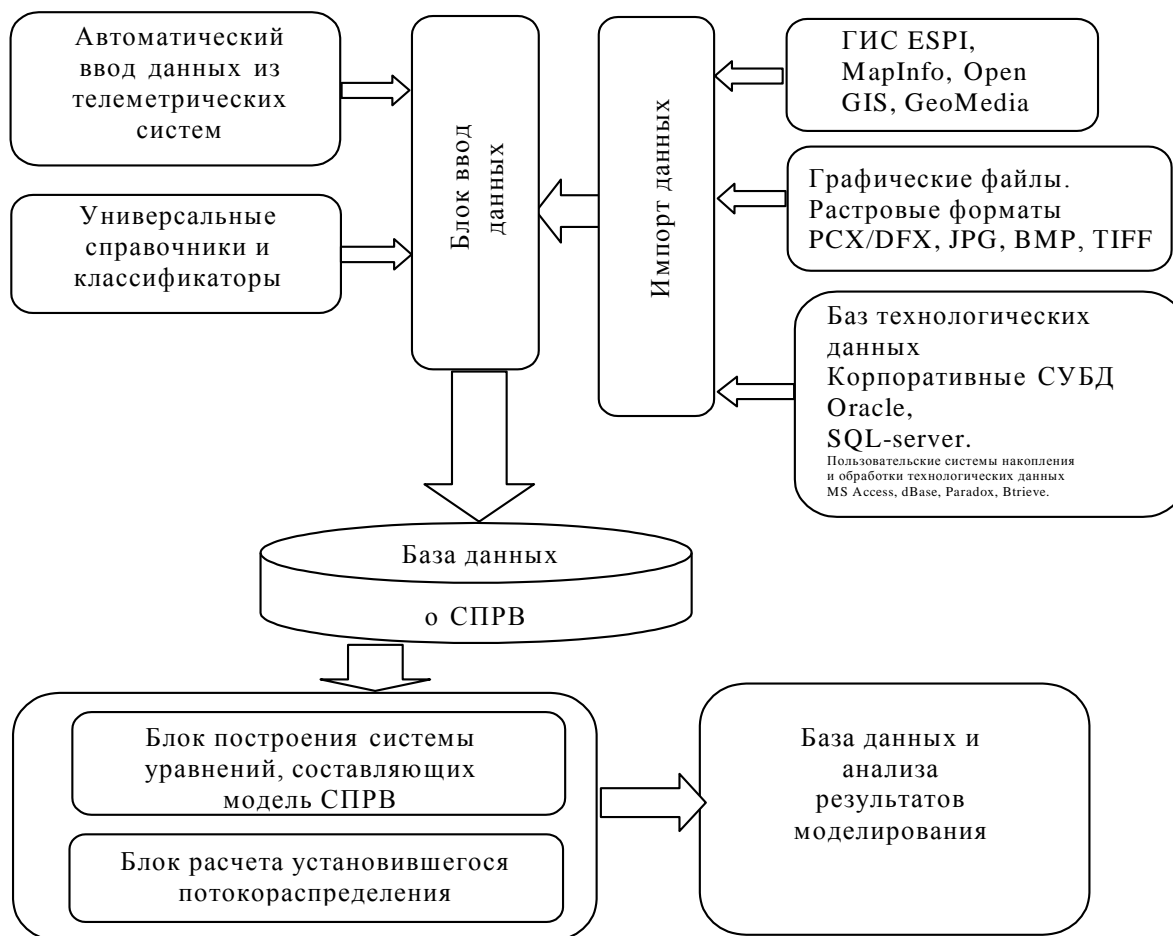 Автоматический
ввод данных из
телеметрических
систем
Универсальные
справочники и
классификаторы
Блок ввод
данных
Импорт данных
ГИС ESPI,
MapInfo, Open
GIS, GeoMedia
Графические файлы.
Растровые форматы
PCX/DFX, JPG, BMP, TIFF
Баз технологических
данных
Корпоративные СУБД
Oracle,
SQL-server.
Пользовательские системы накопления
и обработки технологических данных
MS Access, dBase, Paradox, Btrieve.
База данных
о СПРВ
Блок построения системы
уравнений, составляющих
модель СПРВ
Блок расчета установившегося
потокораспределения
База данных и
анализа
результатов
моделирования